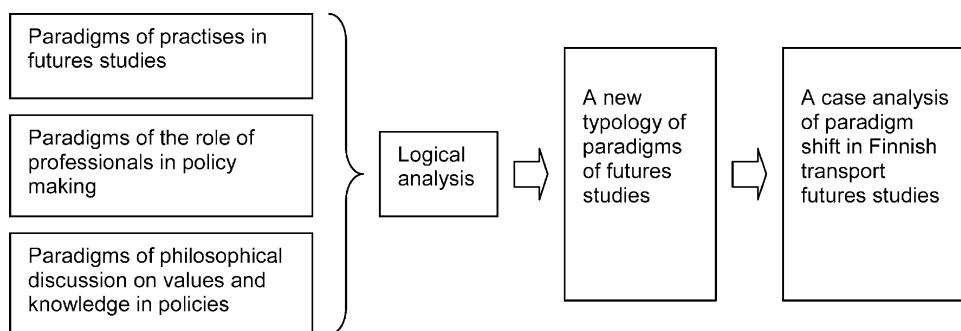 Paradigms of practises in
futures studies
Paradigms of the role of
professionals in policy
making
Paradigms of philosophical
discussion on values and
knowledge in policies
Logical
analysis
A new
typology of
paradigms
of futures
studies
A case analysis
of paradigm
shift in Finnish
transport
futures studies